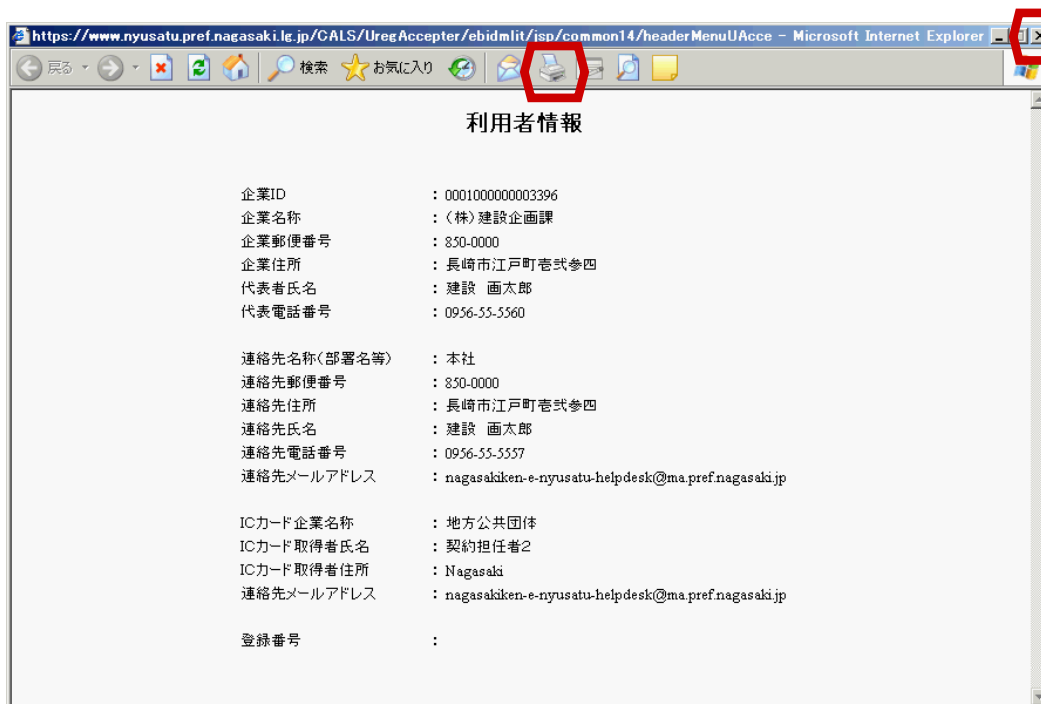 https://www.nyusatu.pref.nagasaki.lg.jp/CALS/UregAccepter/ebidmlit/jsp/common14/headerMenuUAcce - Microsoft Internet Explorer
戻る 検索 お気に入り
利用者情報
企業ID : 0001000000003396
企業名称 : (株)建設企画課
企業郵便番号 : 850-0000
企業住所 : 長崎市江戸町壱弐参四
代表者氏名 : 建設 画太郎
代表電話番号 : 0956-55-5560
連絡先名称(部署名等) : 本社
連絡先郵便番号 : 850-0000
連絡先住所 : 長崎市江戸町壱弐参四
連絡先氏名 : 建設 画太郎
連絡先電話番号 : 0956-55-5557
連絡先メールアドレス : nagasakiken-e-nyusatu-helpdesk@ma.pref.nagasaki.jp
ICカード企業名称 : 地方公共団体
ICカード取得者氏名 : 契約担任者2
ICカード取得者住所 : Nagasaki
連絡先メールアドレス : nagasakiken-e-nyusatu-helpdesk@ma.pref.nagasaki.jp
登録番号 :